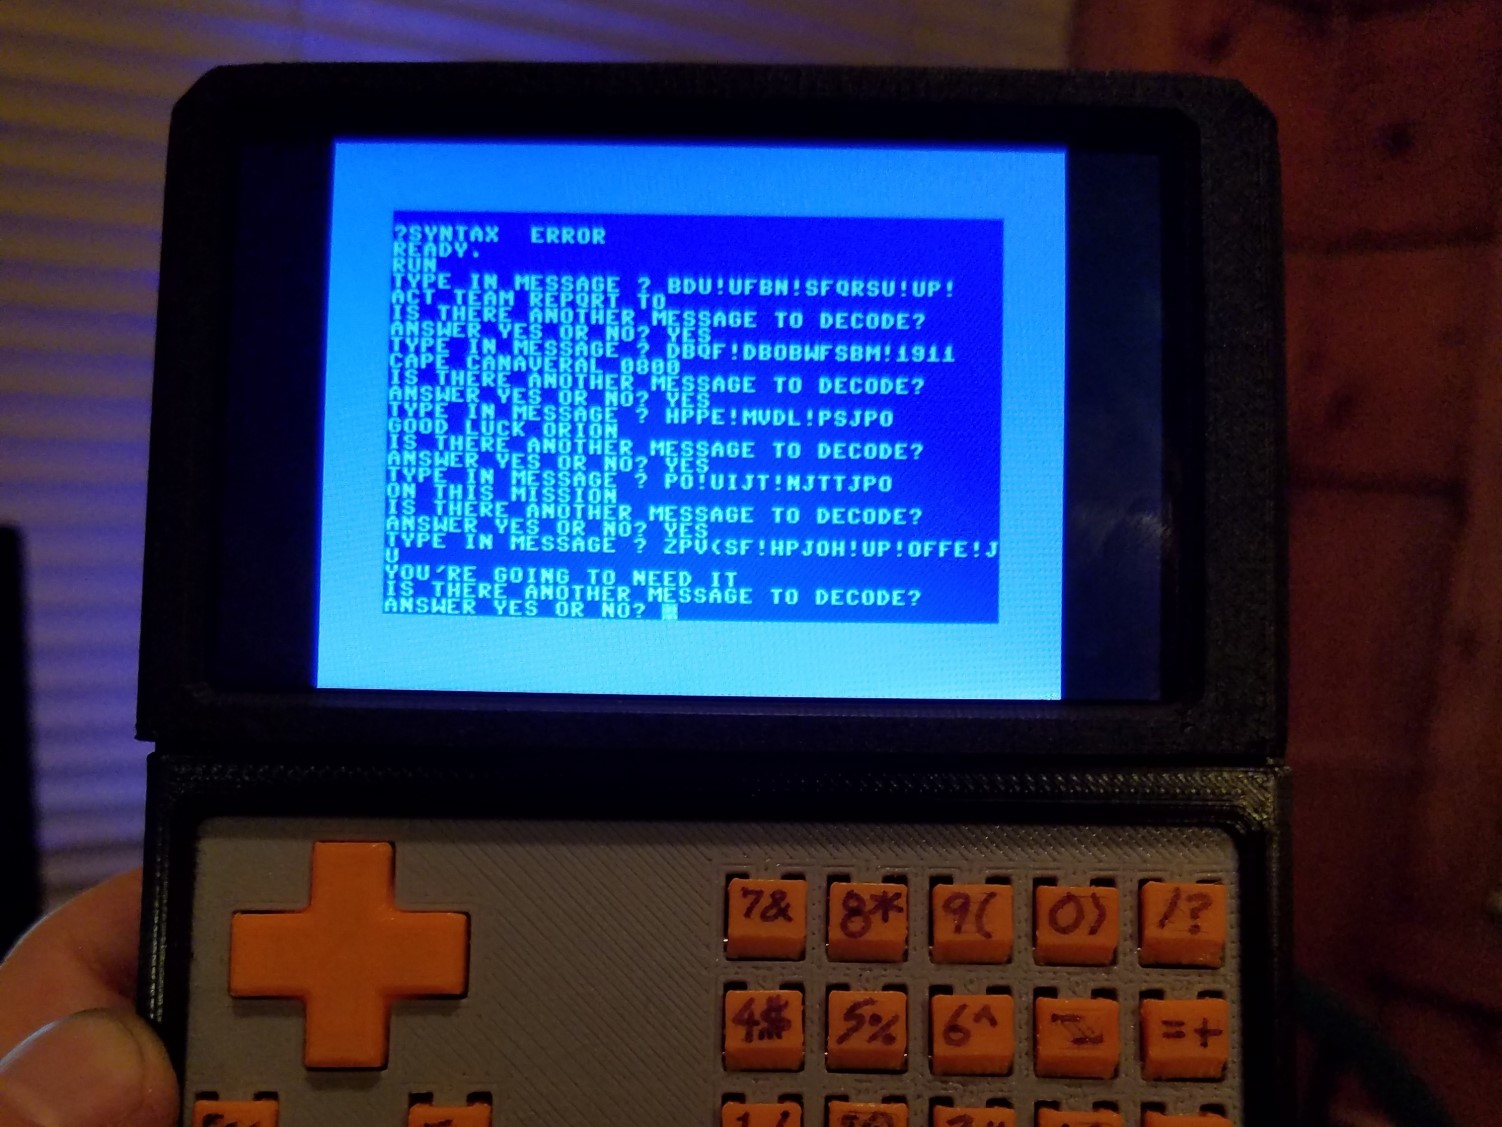 ?SYNTAX  ERROR
READY.
RUN
TYPE IN MESSAGE ? BDU!UFBN!SFQRSU!UP!
ACT TEAM REPORT TO
IS THERE ANOTHER MESSAGE TO DECODE?
ANSWER YES OR NO? YES
TYPE IN MESSAGE ? DBQF!DBOBWFSBM!1911
CAPE CANAVERAL 0800
IS THERE ANOTHER MESSAGE TO DECODE?
ANSWER YES OR NO? YES
TYPE IN MESSAGE ? HPPE!MVDL!PSJPO
GOOD LUCK ORION
IS THERE ANOTHER MESSAGE TO DECODE?
ANSWER YES OR NO? YES
TYPE IN MESSAGE ? PO!UIJT!NJTTJPO
ON THIS MISSION
IS THERE ANOTHER MESSAGE TO DECODE?
ANSWER YES OR NO? YES
TYPE IN MESSAGE ? ZPV(SF!HPJOH!UP!OFFE!J
U
YOU'RE GOING TO NEED IT
IS THERE ANOTHER MESSAGE TO DECODE?
ANSWER YES OR NO?
7& 8* 9( 0) /?
5% 6^ =+